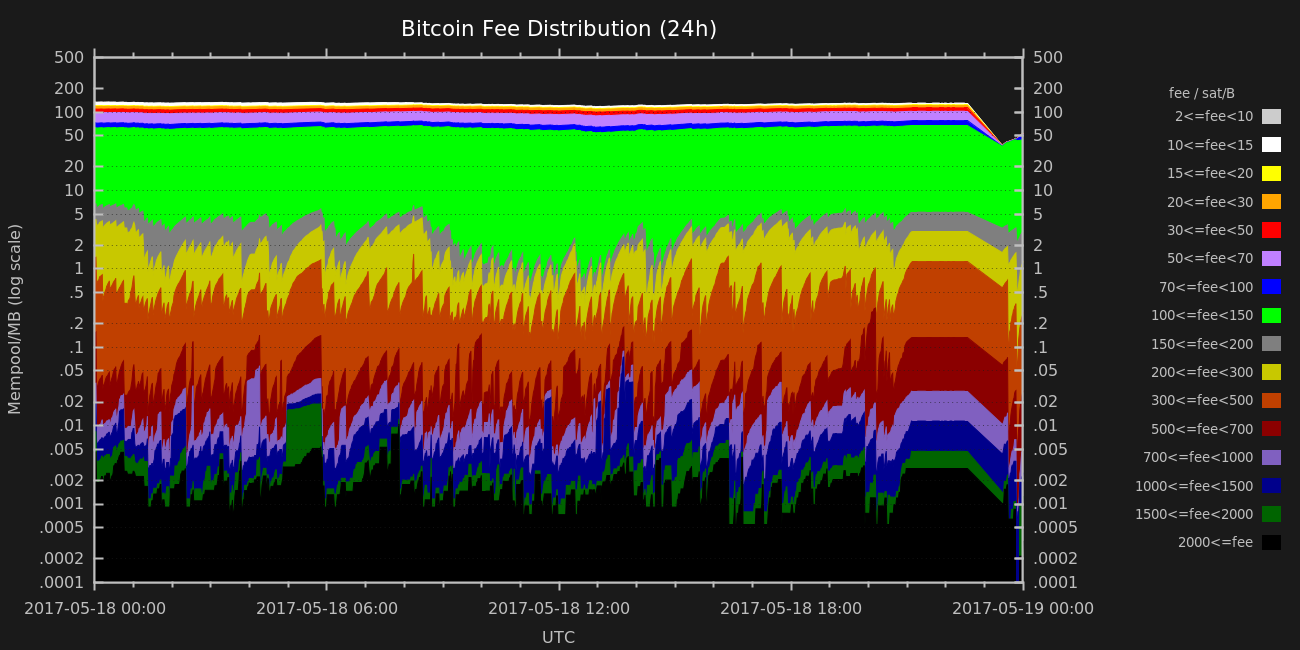 Bitcoin Fee Distribution (24h)
Mempool/MB (log scale)
500
200
100
50
20
10
5
2
1
.5
.2
.1
.05
.02
.01
.005
.002
.001
.0005
.0002
.0001
500
200
100
50
20
10
5
2
1
.5
.2
.1
.05
.02
.01
.005
.002
.001
.0005
.0002
.0001
2017-05-18 00:00
2017-05-18 06:00
2017-05-18 12:00
2017-05-18 18:00
2017-05-19 00:00
UTC
fee / sat/B
2<=fee<10
10<=fee<15
15<=fee<20
20<=fee<30
30<=fee<50
50<=fee<70
70<=fee<100
100<=fee<150
150<=fee<200
200<=fee<300
300<=fee<500
500<=fee<700
700<=fee<1000
1000<=fee<1500
1500<=fee<2000
2000<=fee